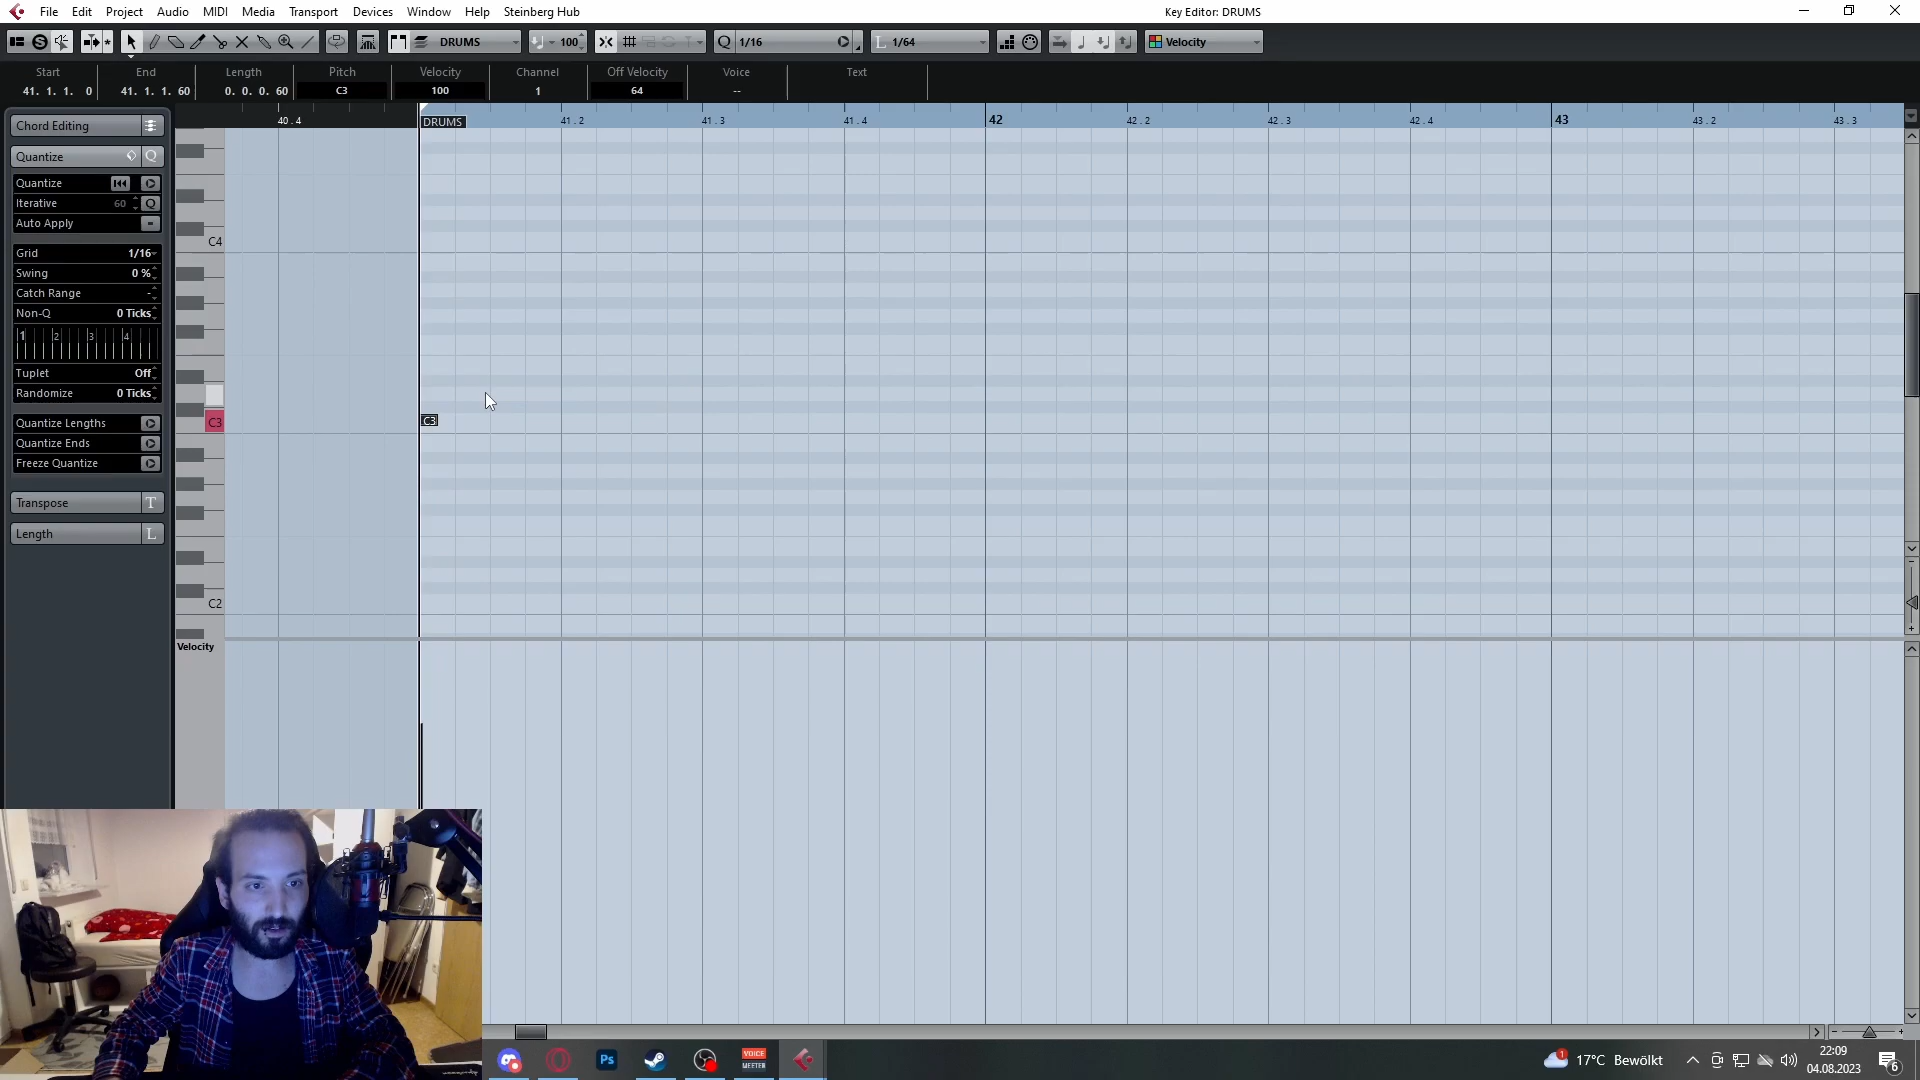 File Edit Project Audio MIDI Media Transport Devices Window Help Steinberg Hub Key Editor: DRUMS
DRUMS 100 Q 1/16 L 1/64 Velocity
Start End Length Pitch Velocity Channel Off Velocity Voice Text
41. 1. 1. 0 41. 1. 1. 60 0. 0. 0. 60 C3 100 1 64 --
Chord Editing
Quantize Q
Quantize
Iterative 60 Q
Auto Apply
Grid 1/16
Swing 0 %
Catch Range -
Non-Q 0 Ticks
1 2 3 4
Tuplet Off
Randomize 0 Ticks
Quantize Lengths
Quantize Ends
Freeze Quantize
Transpose T
Length L
40.4 DRUMS 41.2 41.3 41.4 42 42.2 42.3 42.4 43 43.2 43.3
C4
C3 C3
C2
Velocity
Ps VOICE MEETER 1 17°C Bewölkt 22:09
04.08.2023 6